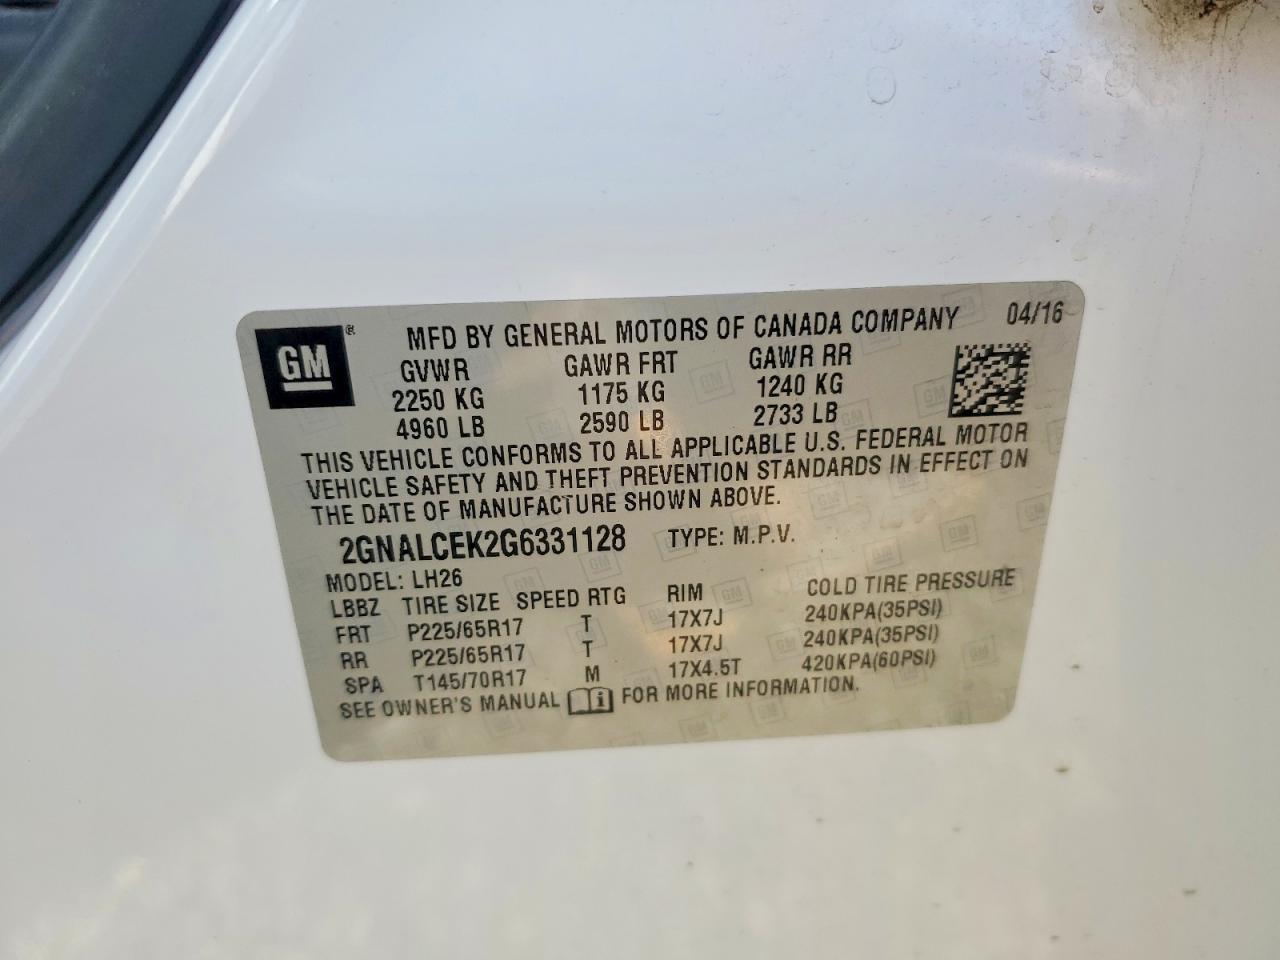 GM ® MFD BY GENERAL MOTORS OF CANADA COMPANY 04/16
GVWR GAWR FRT GAWR RR
2250 KG 1175 KG 1240 KG
4960 LB 2590 LB 2733 LB
THIS VEHICLE CONFORMS TO ALL APPLICABLE U.S. FEDERAL MOTOR
VEHICLE SAFETY AND THEFT PREVENTION STANDARDS IN EFFECT ON
THE DATE OF MANUFACTURE SHOWN ABOVE.
2GNALCEK2G6331128 TYPE: M.P.V.
MODEL: LH26
LBBZ TIRE SIZE SPEED RTG RIM COLD TIRE PRESSURE
FRT P225/65R17 T 17X7J 240KPA(35PSI)
RR P225/65R17 T 17X7J 240KPA(35PSI)
SPA T145/70R17 M 17X4.5T 420KPA(60PSI)
SEE OWNER'S MANUAL FOR MORE INFORMATION.